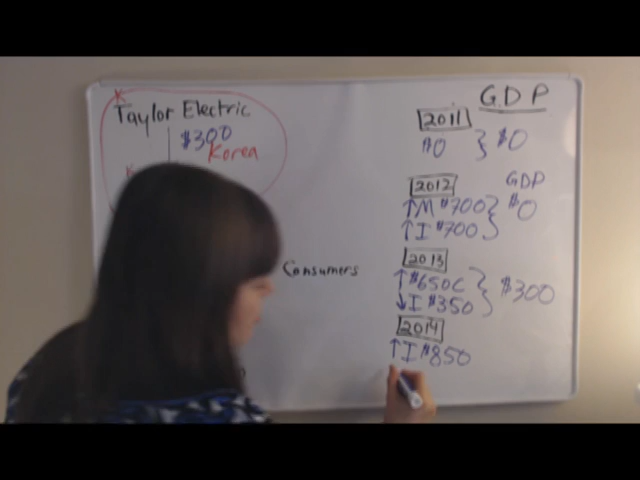 Taylor Electric
$300
Korea
K
Consumers
GDP
2011
$0 } $0
2012 GDP
↑M $700 } $0
↑I $700
2013
↑$650C } $300
↓I $350
2014
↑I $850